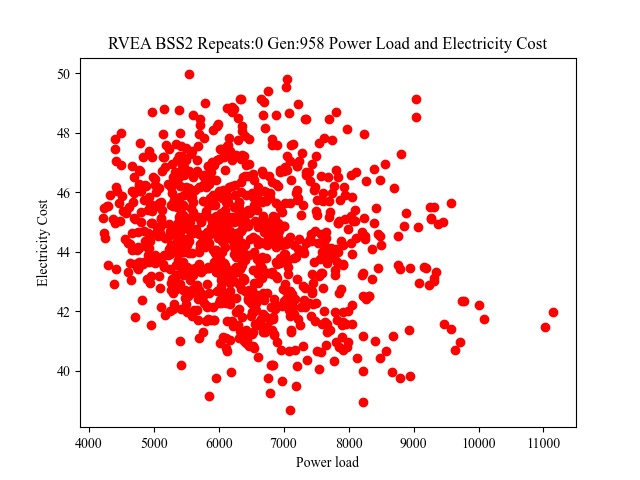 RVEA BSS2 Repeats:0 Gen:958 Power Load and Electricity Cost
50
48
46
44
42
40
Electricity Cost
4000 5000 6000 7000 8000 9000 10000 11000
Power load